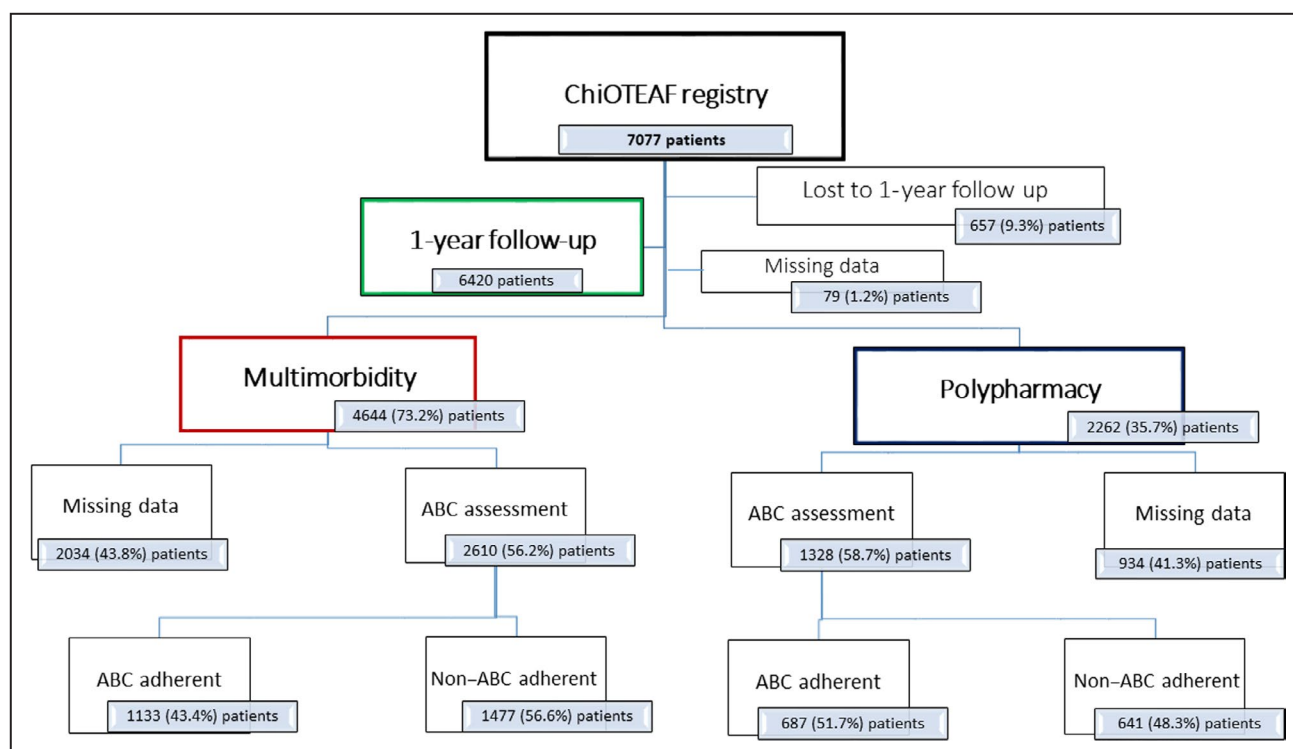 ChiOTEAF registry
7077 patients
Lost to 1-year follow up
657 (9.3%) patients
1-year follow-up
6420 patients
Missing data
79 (1.2%) patients
Multimorbidity
4644 (73.2%) patients
Polypharmacy
2262 (35.7%) patients
Missing data
2034 (43.8%) patients
ABC assessment
2610 (56.2%) patients
ABC assessment
1328 (58.7%) patients
Missing data
934 (41.3%) patients
ABC adherent
1133 (43.4%) patients
Non–ABC adherent
1477 (56.6%) patients
ABC adherent
687 (51.7%) patients
Non–ABC adherent
641 (48.3%) patients